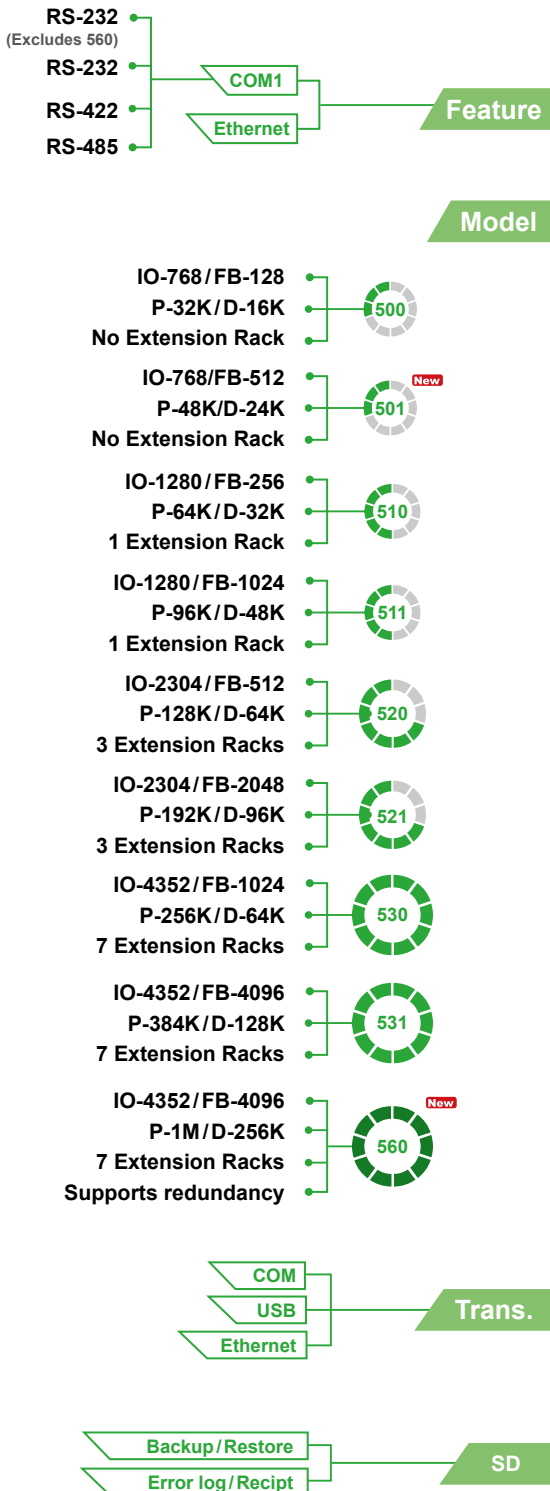 RS-232
(Excludes 560)
RS-232
RS-422
RS-485
COM1
Ethernet
Feature
Model
IO-768/FB-128
P-32K/D-16K
No Extension Rack
500
IO-768/FB-512
P-48K/D-24K
No Extension Rack
501
New
IO-1280/FB-256
P-64K/D-32K
1 Extension Rack
510
IO-1280/FB-1024
P-96K/D-48K
1 Extension Rack
511
IO-2304/FB-512
P-128K/D-64K
3 Extension Racks
520
IO-2304/FB-2048
P-192K/D-96K
3 Extension Racks
521
IO-4352/FB-1024
P-256K/D-64K
7 Extension Racks
530
IO-4352/FB-4096
P-384K/D-128K
7 Extension Racks
531
IO-4352/FB-4096
P-1M/D-256K
7 Extension Racks
Supports redundancy
560
New
COM
USB
Ethernet
Trans.
Backup/Restore
Error log/Recipt
SD